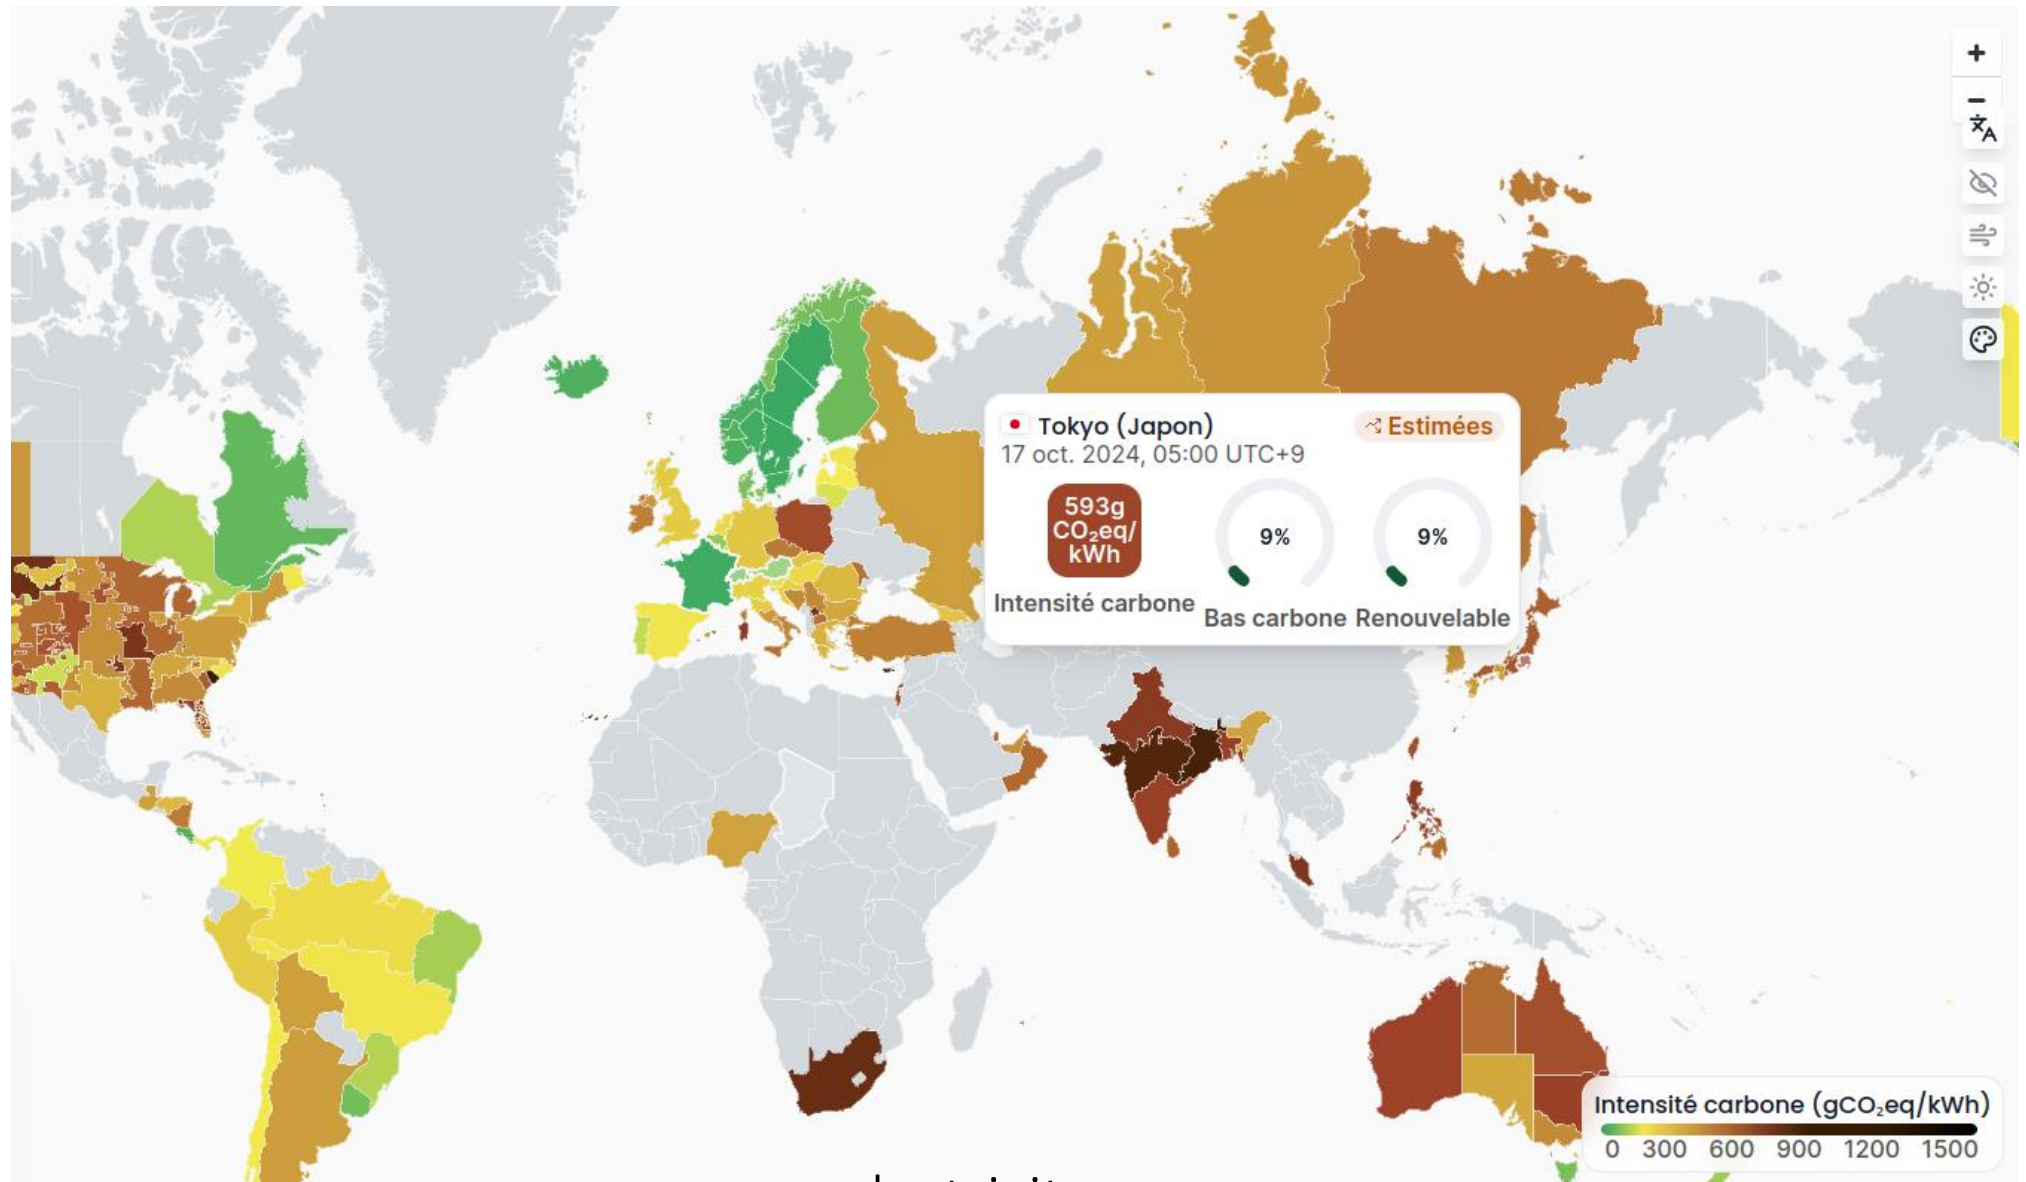 Tokyo (Japon)
Estimées
17 oct. 2024, 05:00 UTC+9
593g
CO₂eq/
kWh
9%
9%
Intensité carbone
Bas carbone
Renouvelable
Intensité carbone (gCO₂eq/kWh)
0 300 600 900 1200 1500